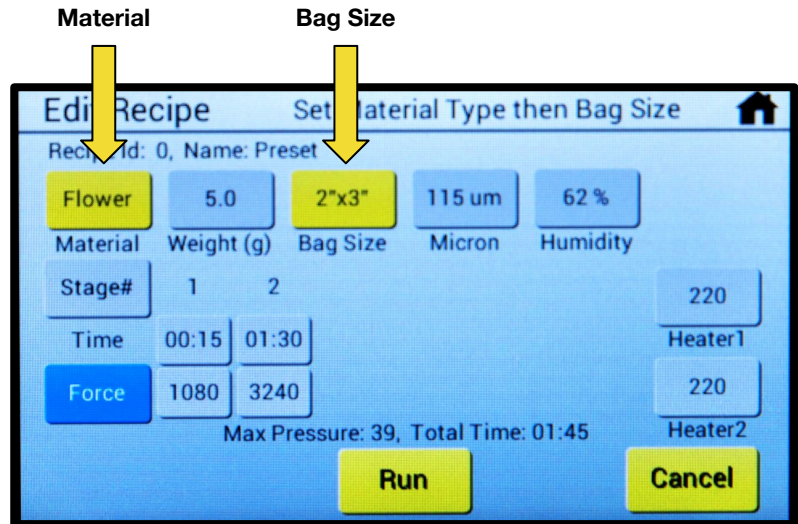 Material Bag Size
Edit Recipe Set Material Type then Bag Size
Recipe Id: 0, Name: Preset
Flower 5.0 2"x3" 115 um 62 %
Material Weight (g) Bag Size Micron Humidity
Stage# 1 2 220
Time 00:15 01:30 Heater1
Force 1080 3240 220
Max Pressure: 39, Total Time: 01:45 Heater2
Run Cancel